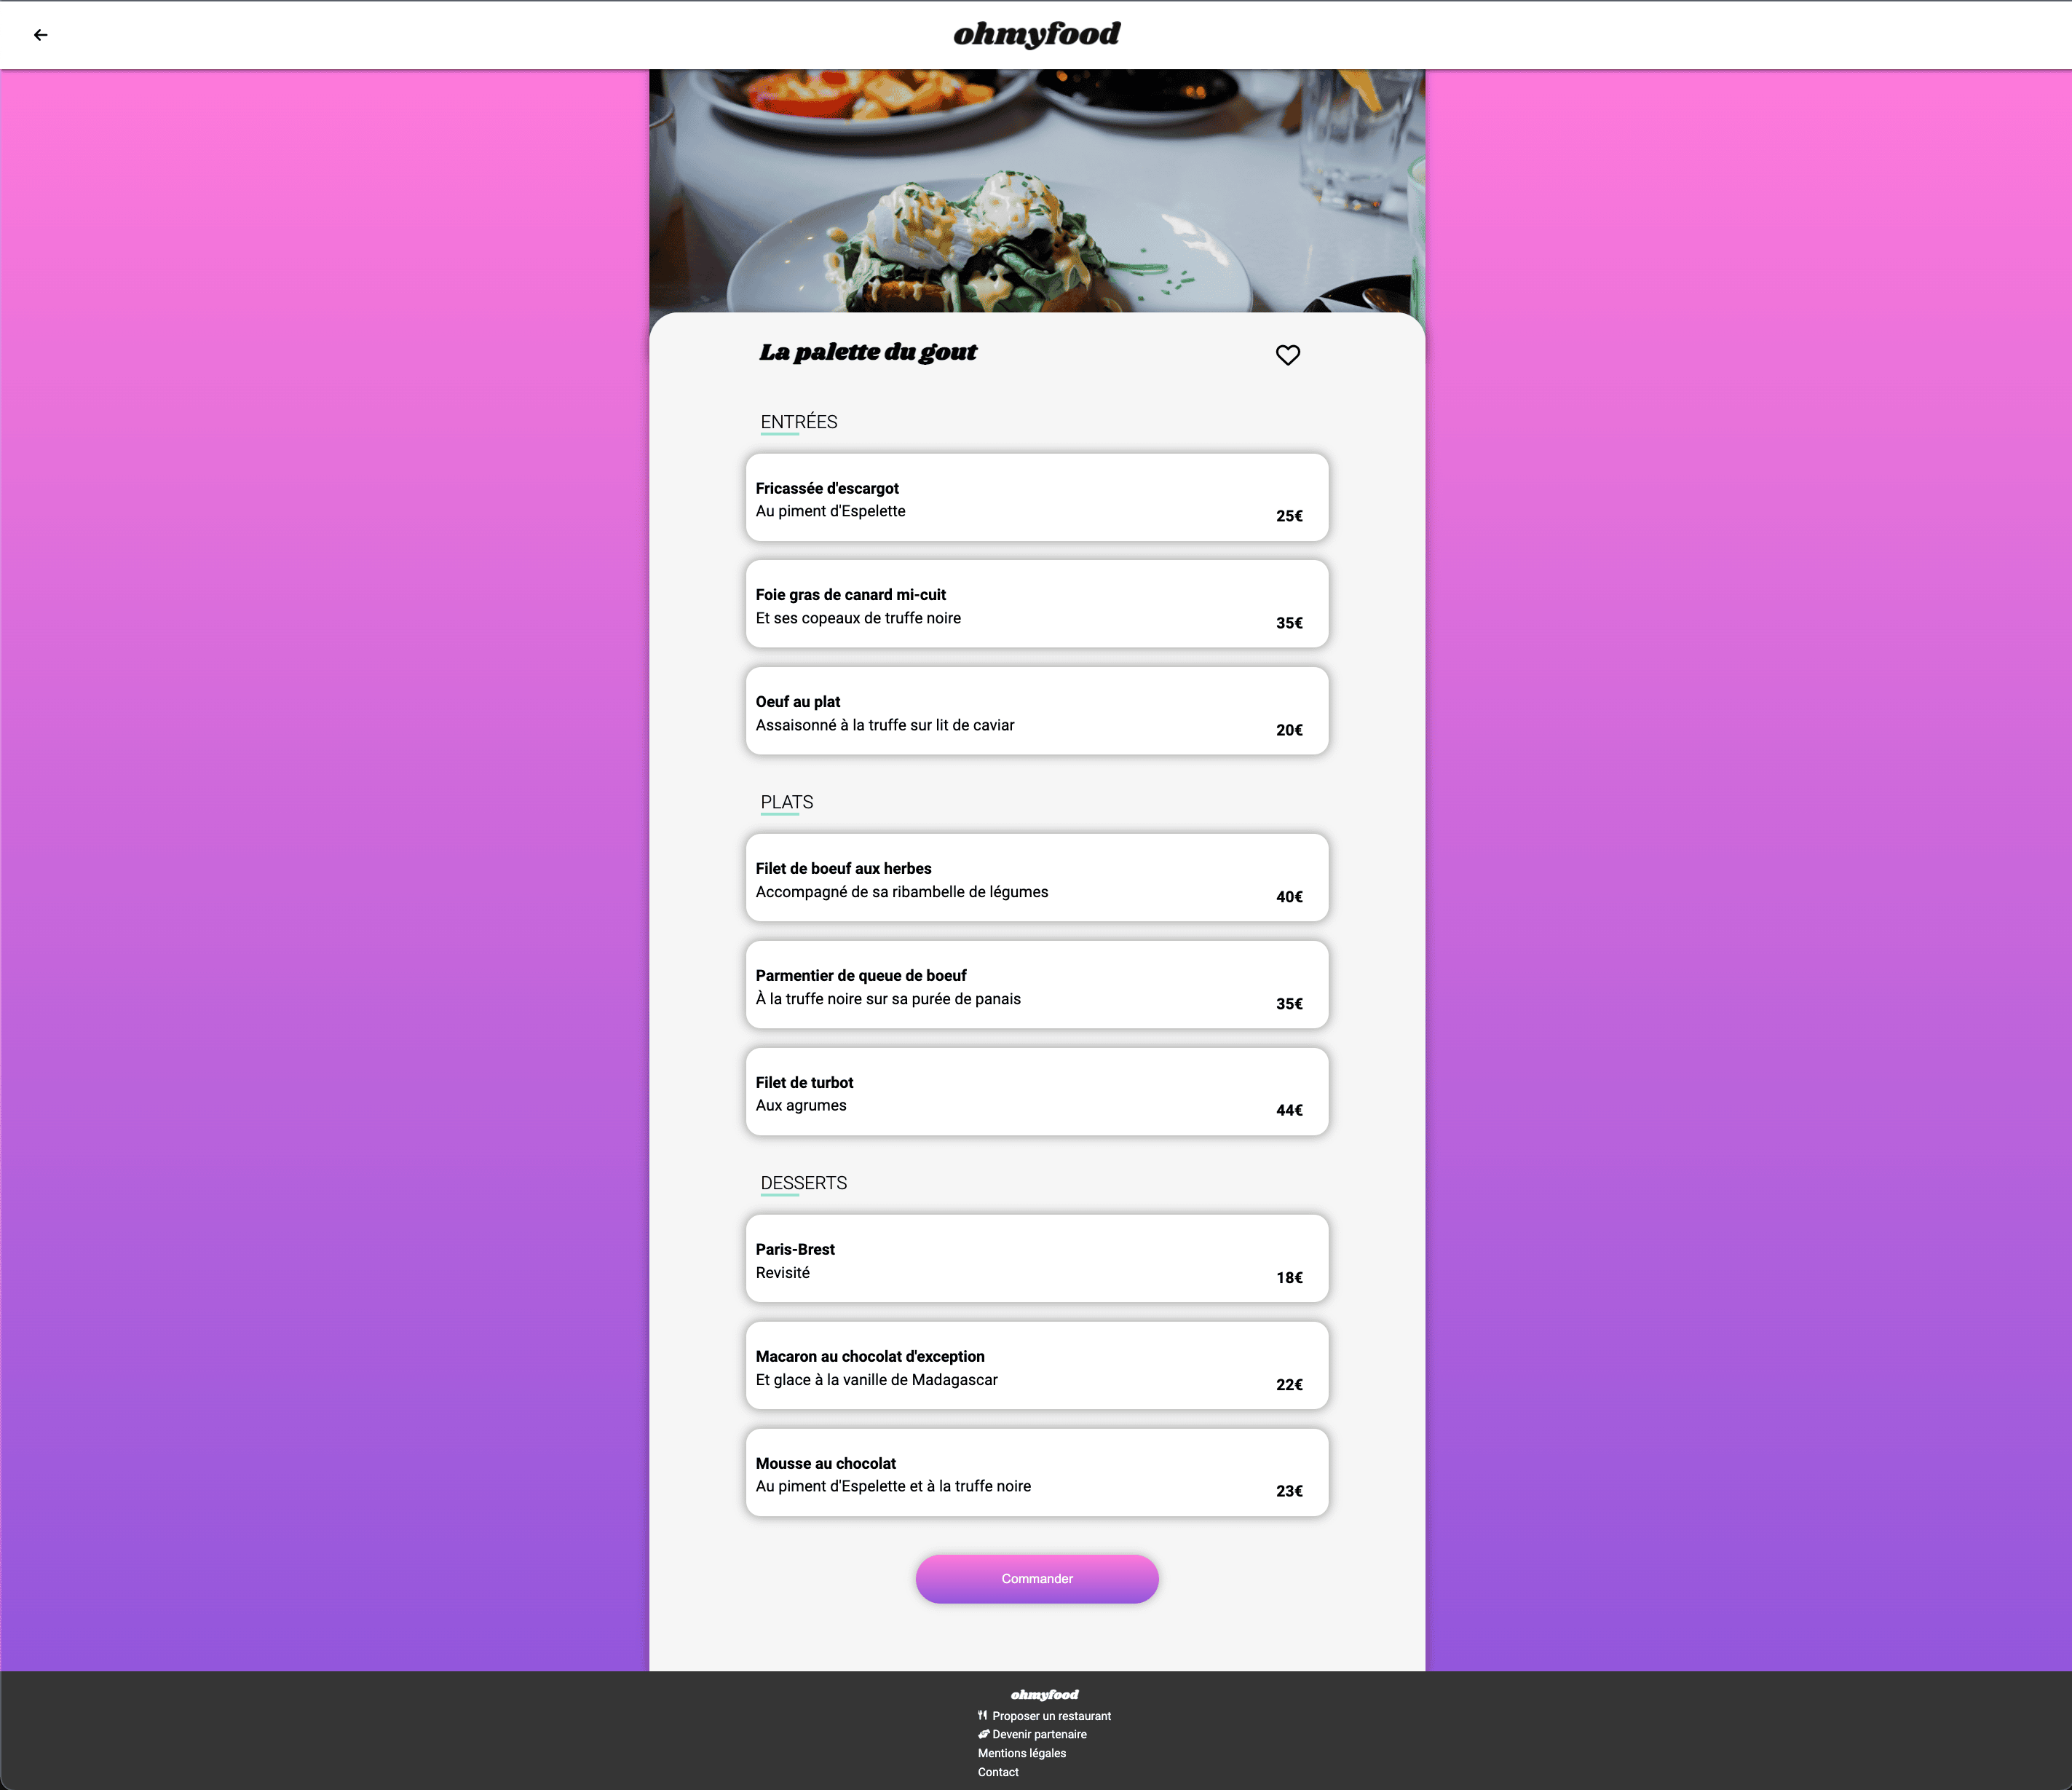 ohmyfood
La palette du gout
ENTRÉES
Fricassée d'escargot
Au piment d'Espelette
25€
Foie gras de canard mi-cuit
Et ses copeaux de truffe noire
35€
Oeuf au plat
Assaisonné à la truffe sur lit de caviar
20€
PLATS
Filet de boeuf aux herbes
Accompagné de sa ribambelle de légumes
40€
Parmentier de queue de boeuf
À la truffe noire sur sa purée de panais
35€
Filet de turbot
Aux agrumes
44€
DESSERTS
Paris-Brest
Revisité
18€
Macaron au chocolat d'exception
Et glace à la vanille de Madagascar
22€
Mousse au chocolat
Au piment d'Espelette et à la truffe noire
23€
Commander
ohmyfood
Proposer un restaurant
Devenir partenaire
Mentions légales
Contact